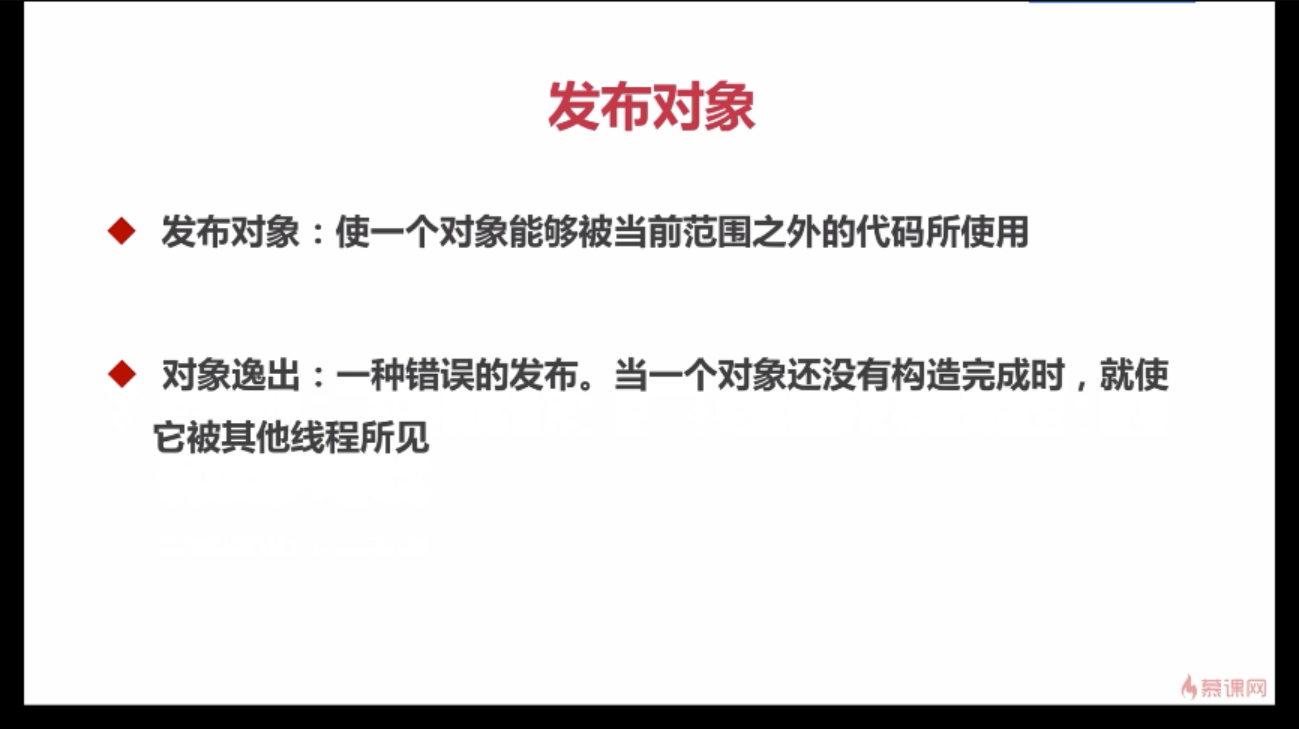 发布对象
发布对象：使一个对象能够被当前范围之外的代码所使用
对象逸出：一种错误的发布。当一个对象还没有构造完成时，就使
它被其他线程所见
慕课网